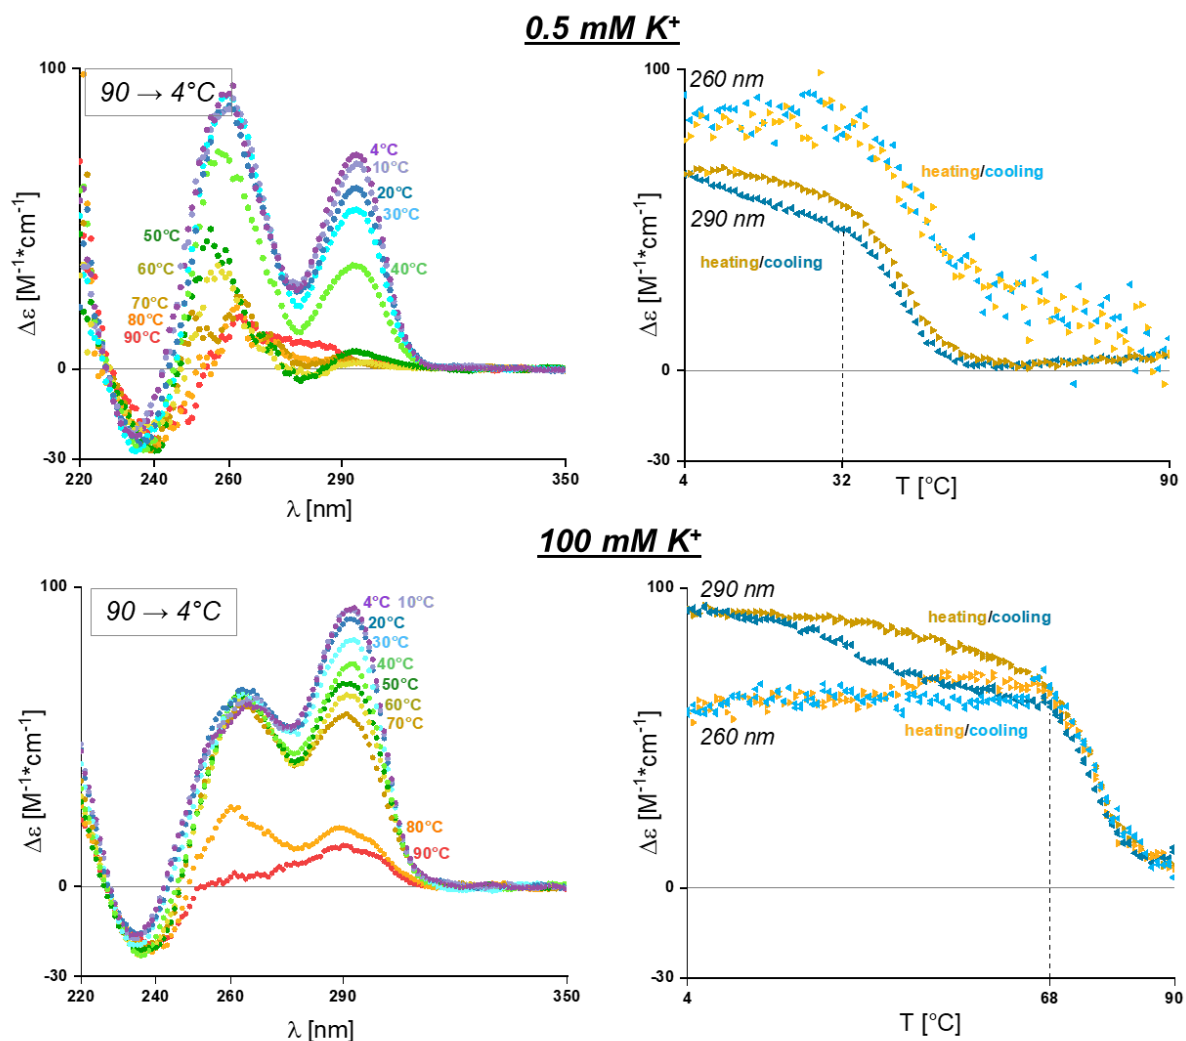 0.5 mM K⁺
100
90 → 4°C
4°C
10°C
20°C
30°C
50°C
60°C
40°C
70°C
80°C
90°C
0
-30
220
240
260
290
350
λ [nm]
Δε [M⁻¹*cm⁻¹]
100
260 nm
heating/cooling
290 nm
heating/cooling
0
-30
4
32
90
T [°C]
Δε [M⁻¹*cm⁻¹]
100 mM K⁺
100
90 → 4°C
4°C 10°C
20°C
30°C
40°C
50°C
60°C
70°C
80°C
90°C
0
-30
220
240
260
290
350
λ [nm]
Δε [M⁻¹*cm⁻¹]
100
290 nm
heating/cooling
260 nm
heating/cooling
0
-30
4
68
90
T [°C]
Δε [M⁻¹*cm⁻¹]